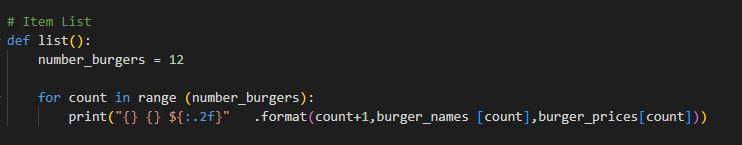 # Item List
def list():
    number_burgers = 12
    for count in range (number_burgers):
        print("{} {} ${:.2f}"   .format(count+1,burger_names [count],burger_prices[count]))